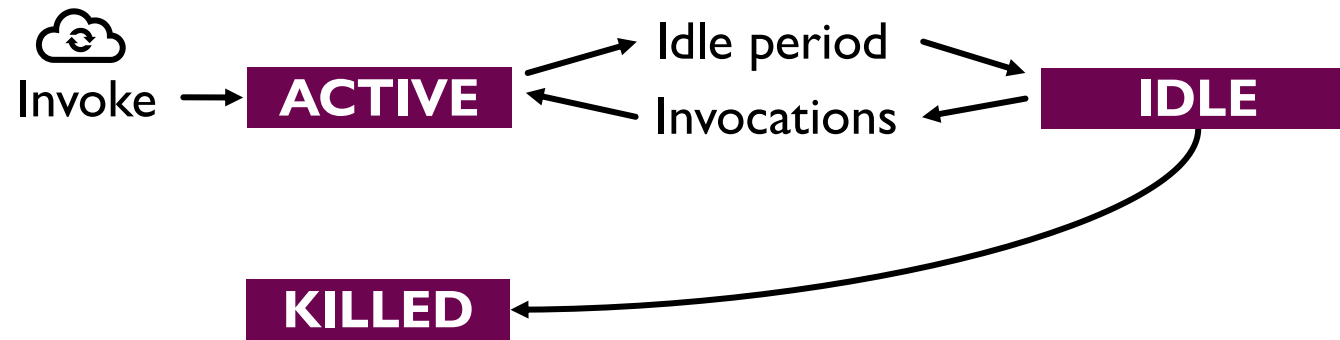 Invoke
ACTIVE
Idle period
Invocations
IDLE
KILLED